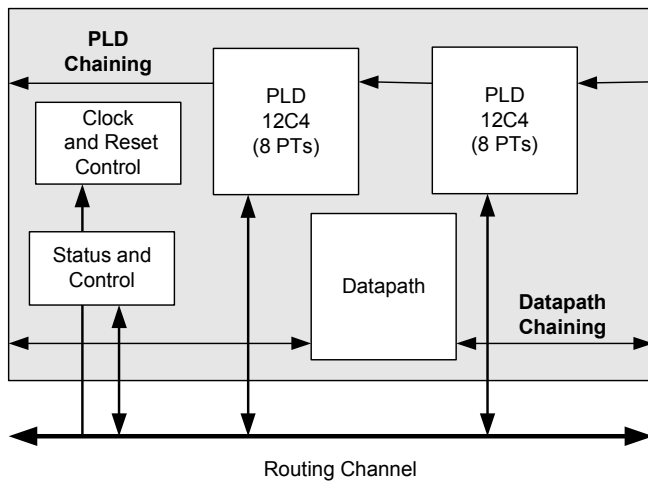 PLD
Chaining
PLD
12C4
(8 PTs)
PLD
12C4
(8 PTs)
Clock
and Reset
Control
Status and
Control
Datapath
Datapath
Chaining
Routing Channel